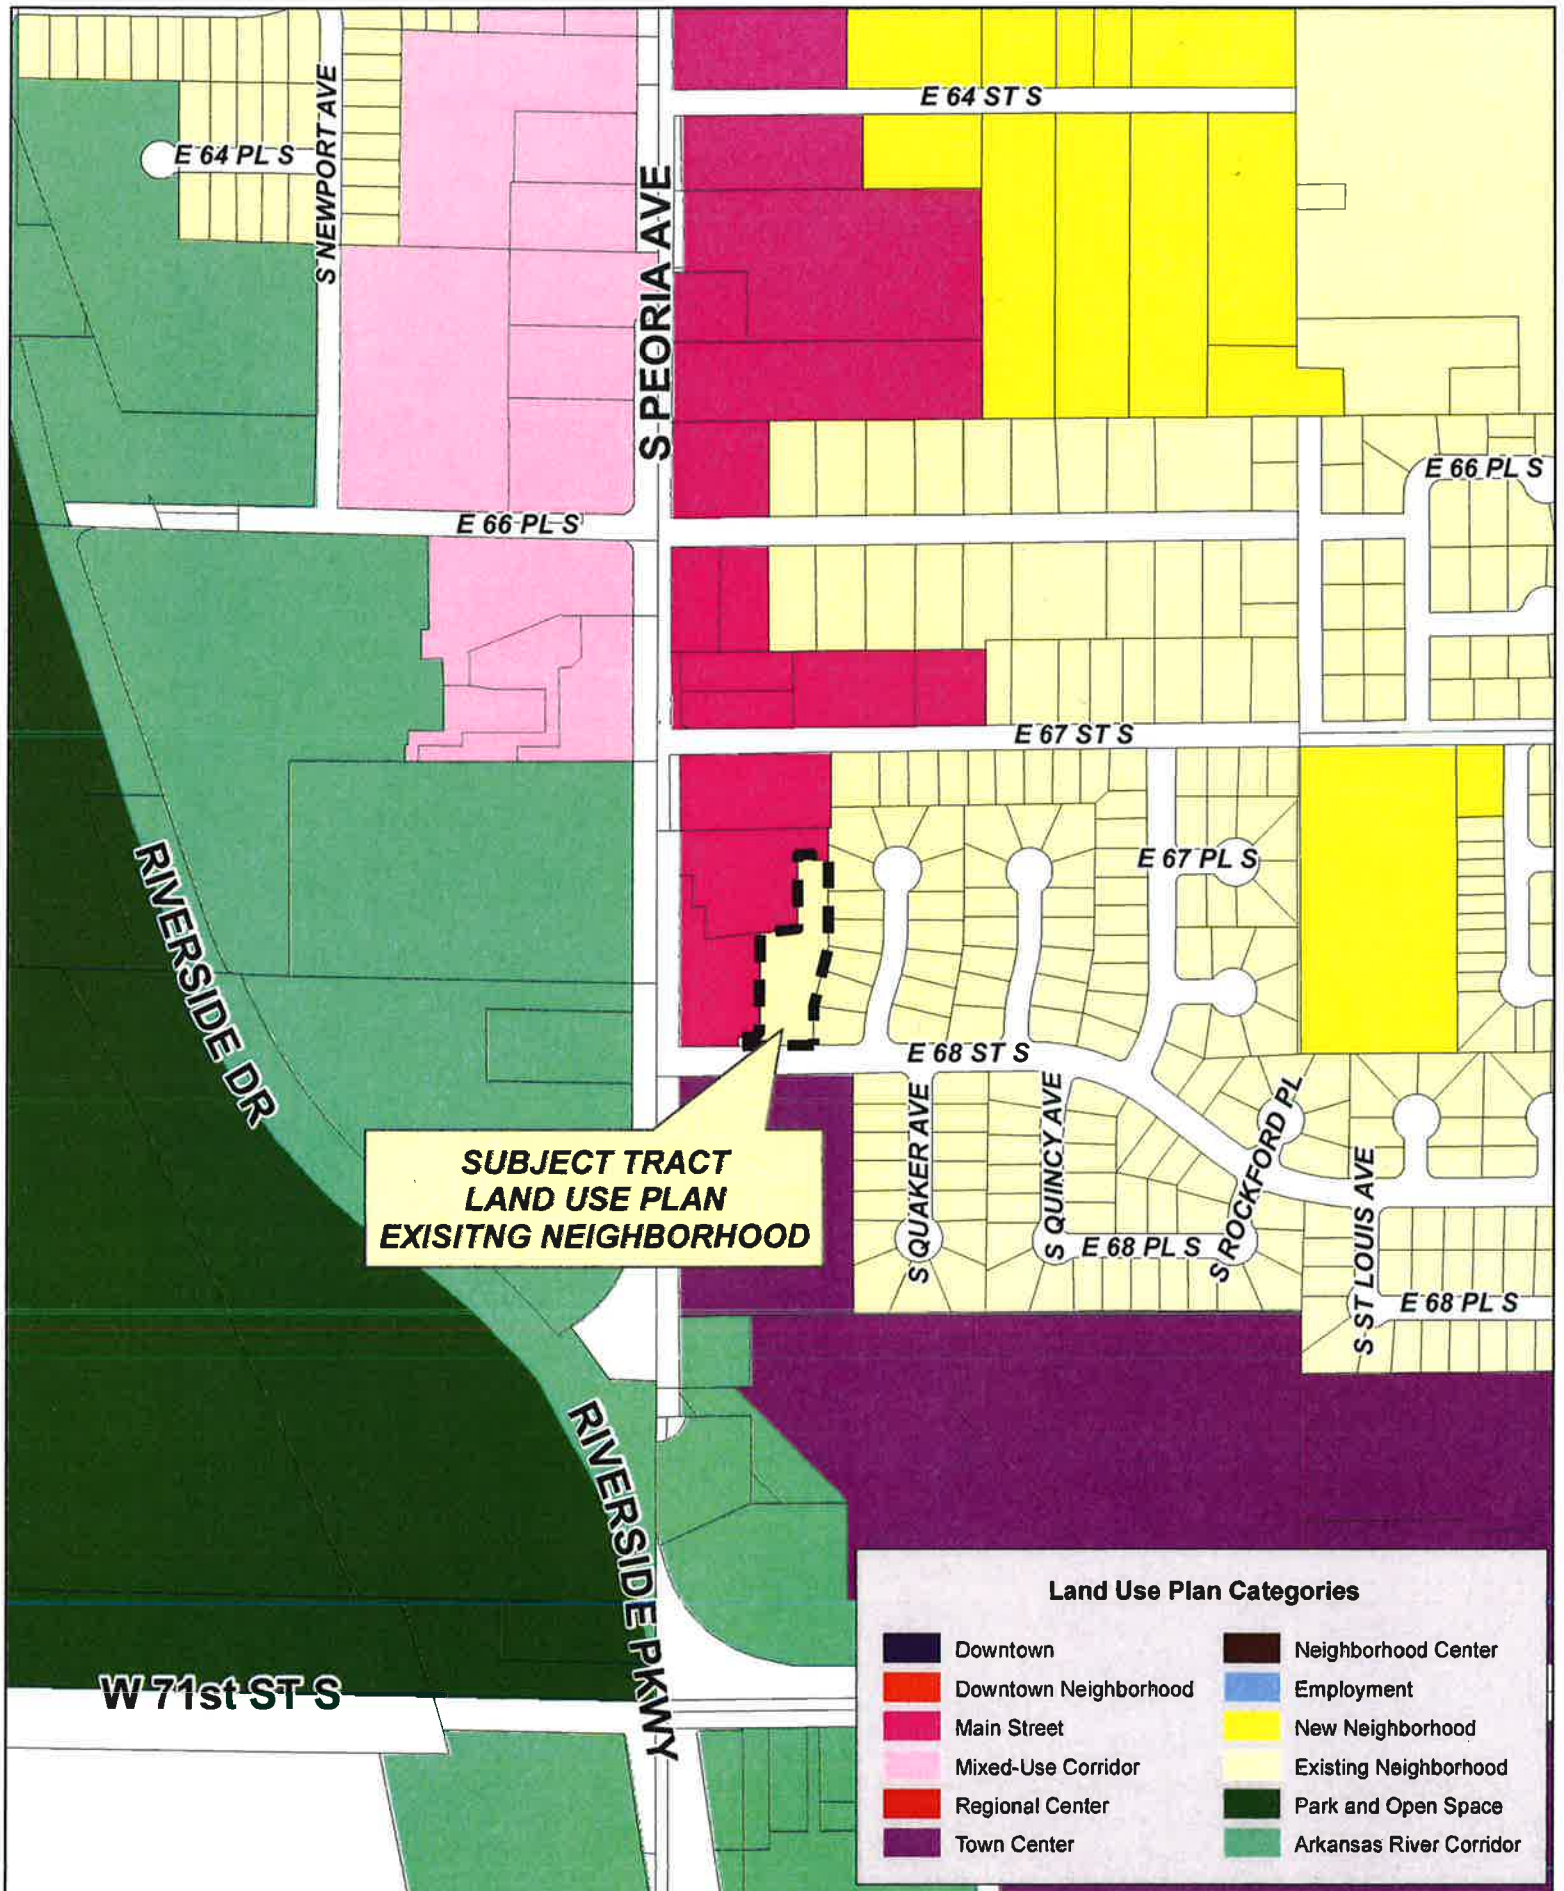 E 64 ST S
E 64 PL S
S NEWPORT AVE
S PEORIA AVE
E 66 PL S
E 66 PL S
E 67 ST S
E 67 PL S
RIVERSIDE DR
E 68 ST S
SUBJECT TRACT
LAND USE PLAN
EXISITNG NEIGHBORHOOD
S QUAKER AVE
S QUINCY AVE
E 68 PL S
S ROCKFORD PL
S ST LOUIS AVE
E 68 PL S
RIVERSIDE PKWY
W 71st ST S
Land Use Plan Categories
Downtown
Downtown Neighborhood
Main Street
Mixed-Use Corridor
Regional Center
Town Center
Neighborhood Center
Employment
New Neighborhood
Existing Neighborhood
Park and Open Space
Arkansas River Corridor